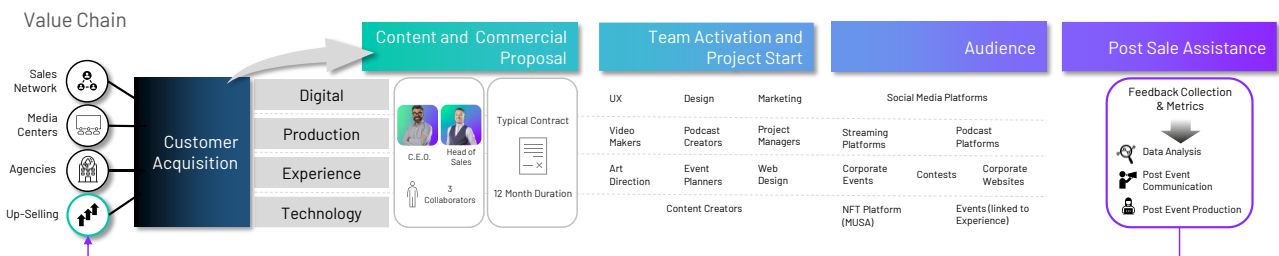 Value Chain
Content and Commercial
Proposal
Team Activation and
Project Start
Audience
Post Sale Assistance
Sales
Network
Media
Centers
Agencies
Up-Selling
Customer
Acquisition
Digital
Production
Experience
Technology
C.E.O.
Head of
Sales
3
Collaborators
Typical Contract
12 Month Duration
UX
Design
Marketing
Video
Makers
Podcast
Creators
Project
Managers
Art
Direction
Event
Planners
Web
Design
Content Creators
Social Media Platforms
Streaming
Platforms
Podcast
Platforms
Corporate
Events
Contests
Corporate
Websites
NFT Platform
(MUSA)
Events (linked to
Experience)
Feedback Collection
& Metrics
Data Analysis
Post Event
Communication
Post Event Production